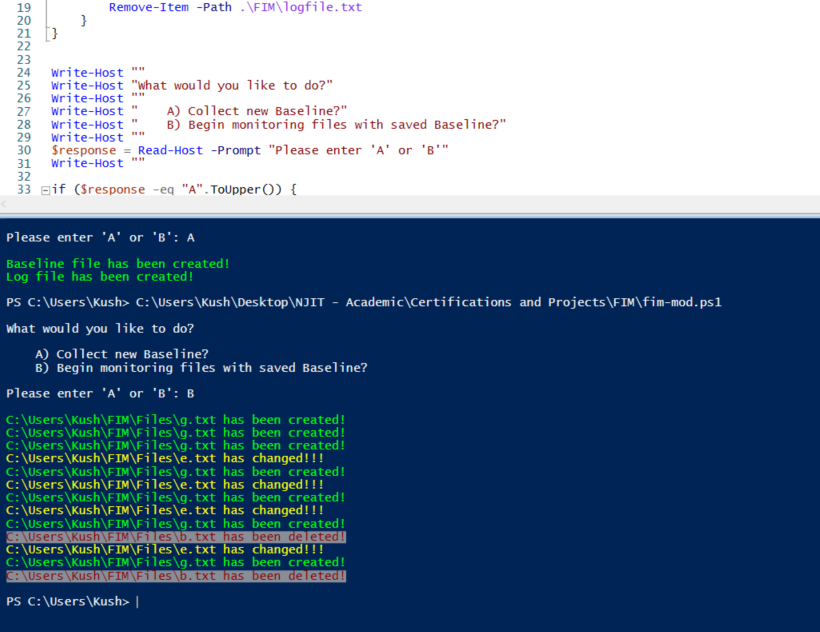 19 Remove-Item -Path .\FIM\logfile.txt
20 }
21 }
22
23
24 Write-Host ""
25 Write-Host "What would you like to do?"
26 Write-Host ""
27 Write-Host "    A) Collect new Baseline?"
28 Write-Host "    B) Begin monitoring files with saved Baseline?"
29 Write-Host ""
30 $response = Read-Host -Prompt "Please enter 'A' or 'B'"
31 Write-Host ""
32
33 if ($response -eq "A".ToUpper()) {
Please enter 'A' or 'B': A
Baseline file has been created!
Log file has been created!
PS C:\Users\Kush> C:\Users\Kush\Desktop\NJIT - Academic\Certifications and Projects\FIM\fim-mod.ps1
What would you like to do?
A) Collect new Baseline?
B) Begin monitoring files with saved Baseline?
Please enter 'A' or 'B': B
C:\Users\Kush\FIM\Files\g.txt has been created!
C:\Users\Kush\FIM\Files\g.txt has been created!
C:\Users\Kush\FIM\Files\g.txt has been created!
C:\Users\Kush\FIM\Files\e.txt has changed!!!
C:\Users\Kush\FIM\Files\g.txt has been created!
C:\Users\Kush\FIM\Files\e.txt has changed!!!
C:\Users\Kush\FIM\Files\g.txt has been created!
C:\Users\Kush\FIM\Files\e.txt has changed!!!
C:\Users\Kush\FIM\Files\g.txt has been created!
C:\Users\Kush\FIM\Files\b.txt has been deleted!
C:\Users\Kush\FIM\Files\e.txt has changed!!!
C:\Users\Kush\FIM\Files\g.txt has been created!
C:\Users\Kush\FIM\Files\b.txt has been deleted!
PS C:\Users\Kush>